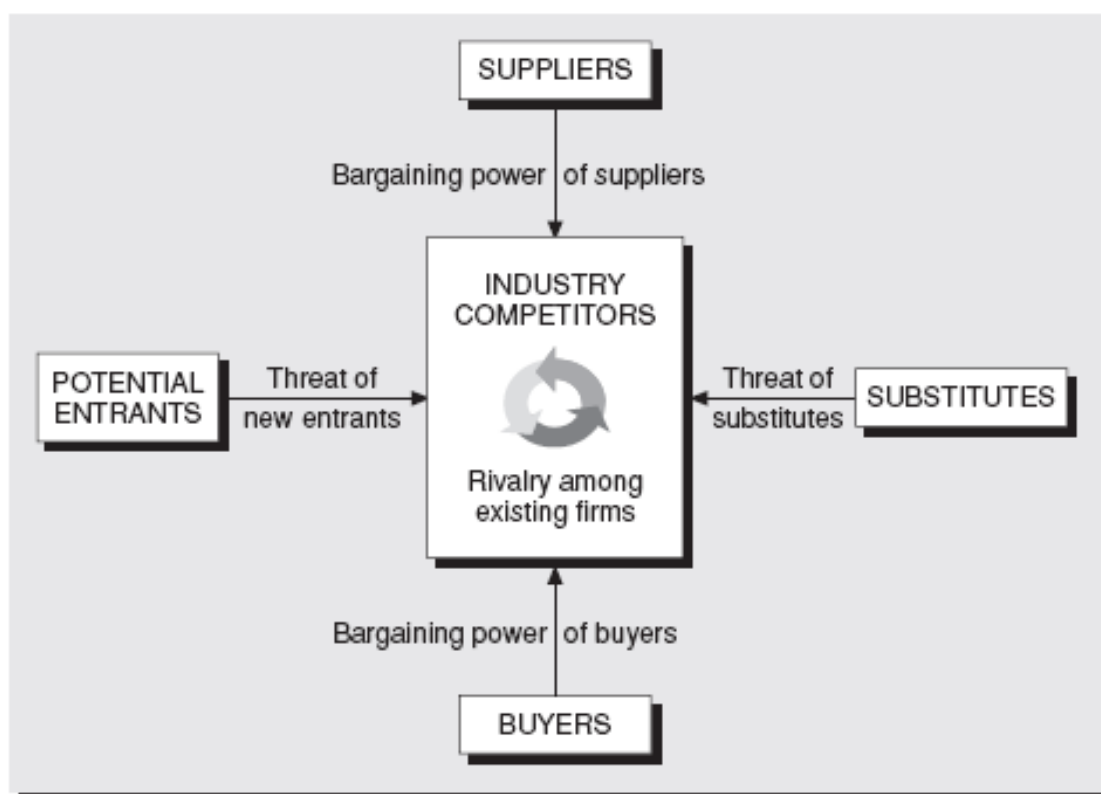 SUPPLIERS
Bargaining power of suppliers
INDUSTRY
COMPETITORS
POTENTIAL
ENTRANTS
Threat of
new entrants
Threat of
substitutes
SUBSTITUTES
Rivalry among
existing firms
Bargaining power of buyers
BUYERS